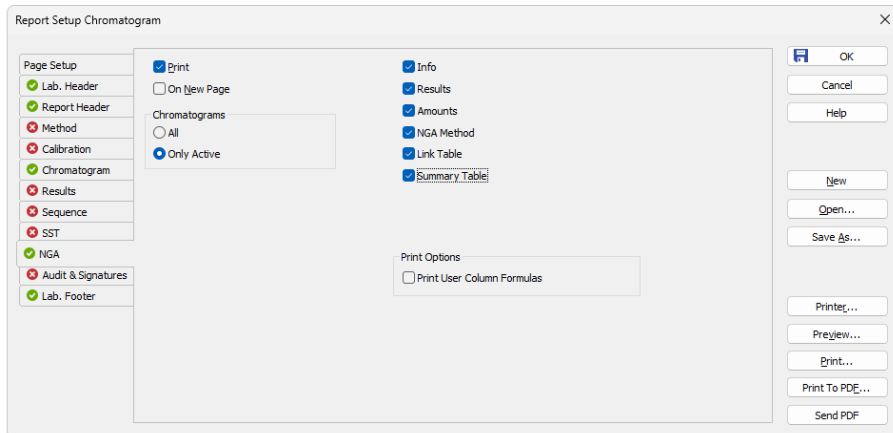 Report Setup Chromatogram
Page Setup
Lab. Header
Report Header
Method
Calibration
Chromatogram
Results
Sequence
SST
NGA
Audit & Signatures
Lab. Footer
Print
On New Page
Chromatograms
All
Only Active
Info
Results
Amounts
NGA Method
Link Table
Summary Table
Print Options
Print User Column Formulas
OK
Cancel
Help
New
Open...
Save As...
Printer...
Preview...
Print...
Print To PDF...
Send PDF